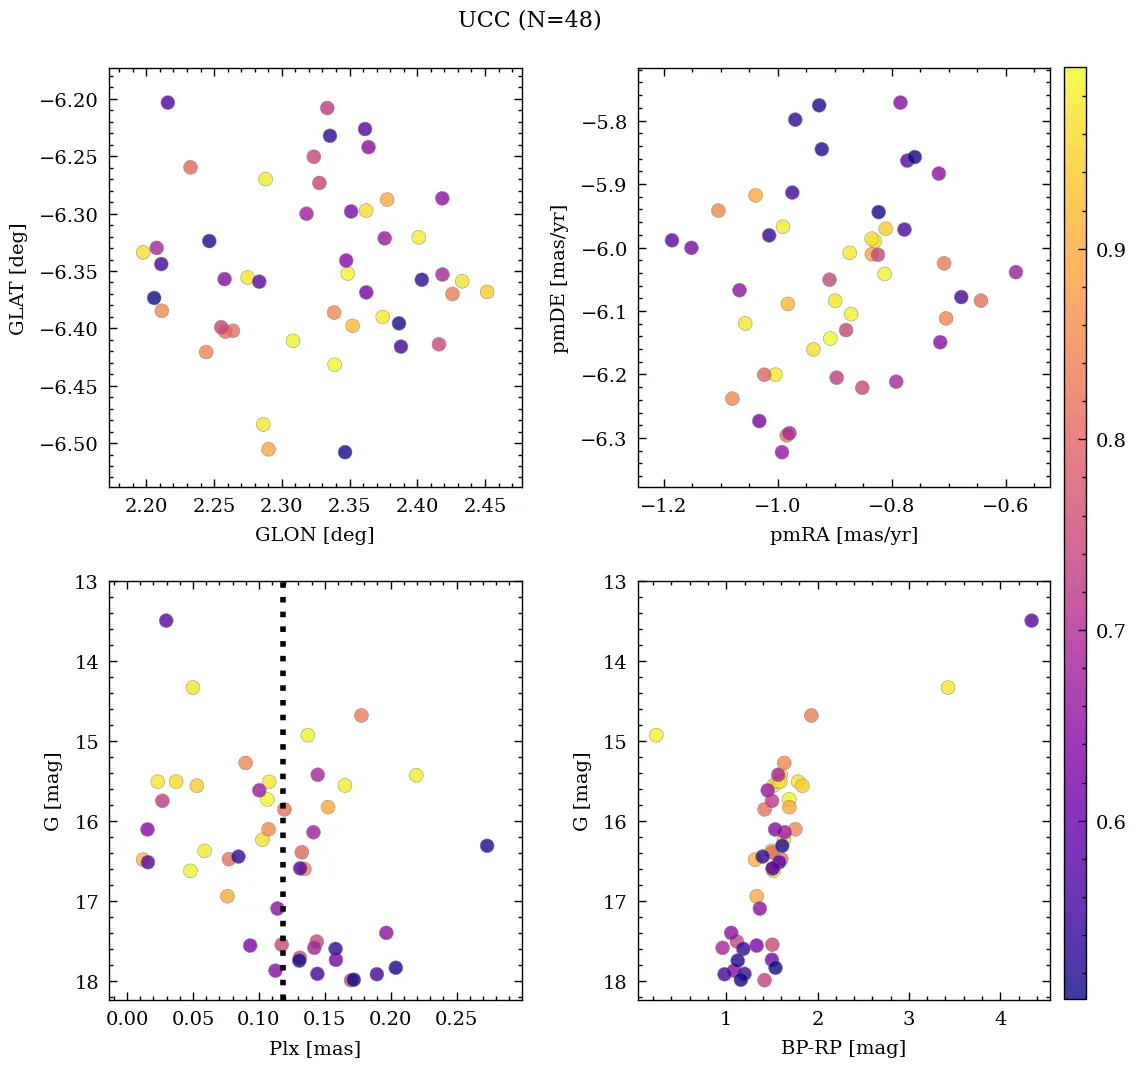 UCC (N=48)
−6.20
−6.25
−6.30
−6.35
−6.40
−6.45
−6.50
GLAT [deg]
2.20 2.25 2.30 2.35 2.40 2.45
GLON [deg]
−5.8
−5.9
−6.0
−6.1
−6.2
−6.3
pmDE [mas/yr]
−1.2 −1.0 −0.8 −0.6
pmRA [mas/yr]
13
14
15
16
17
18
G [mag]
0.00 0.05 0.10 0.15 0.20 0.25
Plx [mas]
13
14
15
16
17
18
G [mag]
1 2 3 4
BP-RP [mag]
0.9
0.8
0.7
0.6